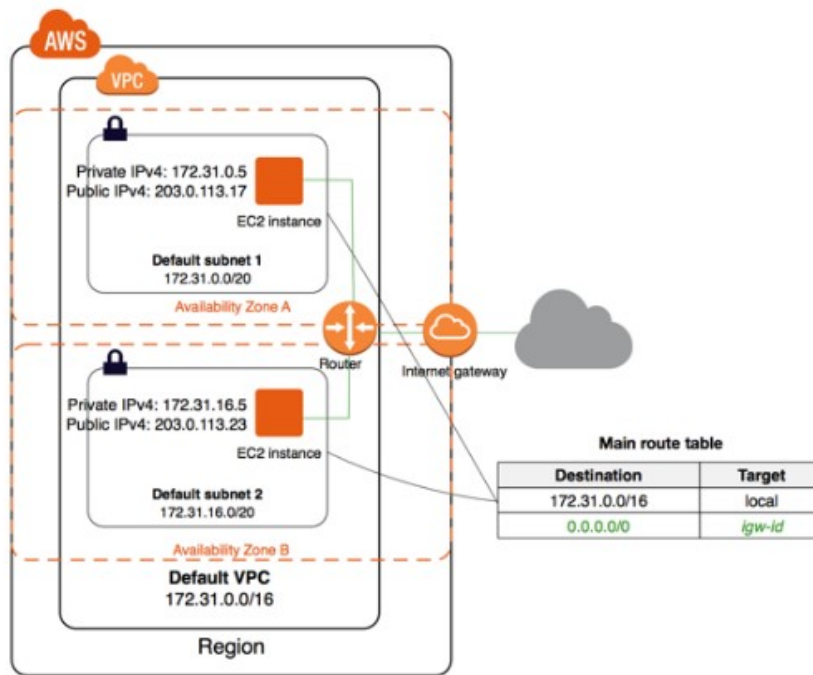 AWS
VPC
Private IPv4: 172.31.0.5
Public IPv4: 203.0.113.17
EC2 instance
Default subnet 1
172.31.0.0/20
Availability Zone A
Router
Internet gateway
Private IPv4: 172.31.16.5
Public IPv4: 203.0.113.23
EC2 instance
Default subnet 2
172.31.16.0/20
Availability Zone B
Default VPC
172.31.0.0/16
Region
Main route table
Destination Target
172.31.0.0/16 local
0.0.0.0/0 igw-id